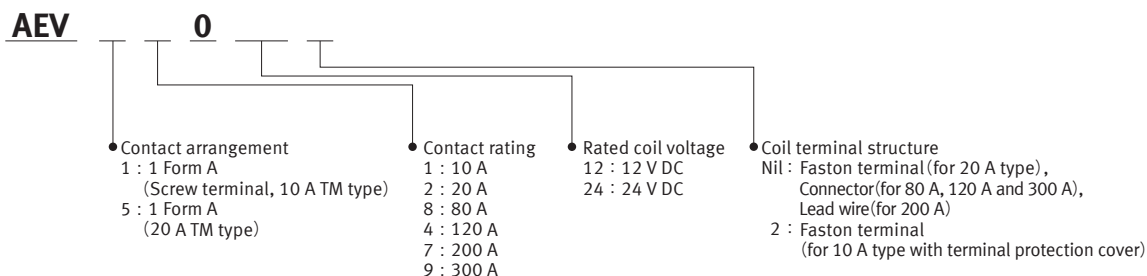 AEV 0
Contact arrangement
1 : 1 Form A
(Screw terminal, 10 A TM type)
5 : 1 Form A
(20 A TM type)
Contact rating
1 : 10 A
2 : 20 A
8 : 80 A
4 : 120 A
7 : 200 A
9 : 300 A
Rated coil voltage
12 : 12 V DC
24 : 24 V DC
Coil terminal structure
Nil : Faston terminal (for 20 A type),
Connector (for 80 A, 120 A and 300 A),
Lead wire (for 200 A)
2 : Faston terminal
(for 10 A type with terminal protection cover)